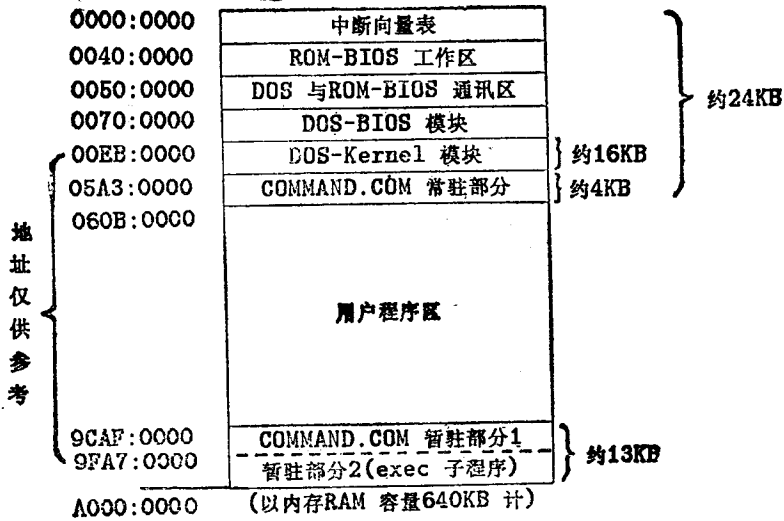 0000:0000 中断向量表
0040:0000 ROM-BIOS 工作区
0050:0000 DOS 与ROM-BIOS 通讯区
0070:0000 DOS-BIOS 模块
约24KB
00EB:0000 DOS-Kernel 模块 约16KB
05A3:0000 COMMAND.COM 常驻部分 约4KB
060B:0000
地址仅供参考
用户程序区
9CAF:0000 COMMAND.COM 暂驻部分1
9FA7:0000 暂驻部分2(exec 子程序)
约13KB
A000:0000 (以内存RAM 容量640KB 计)